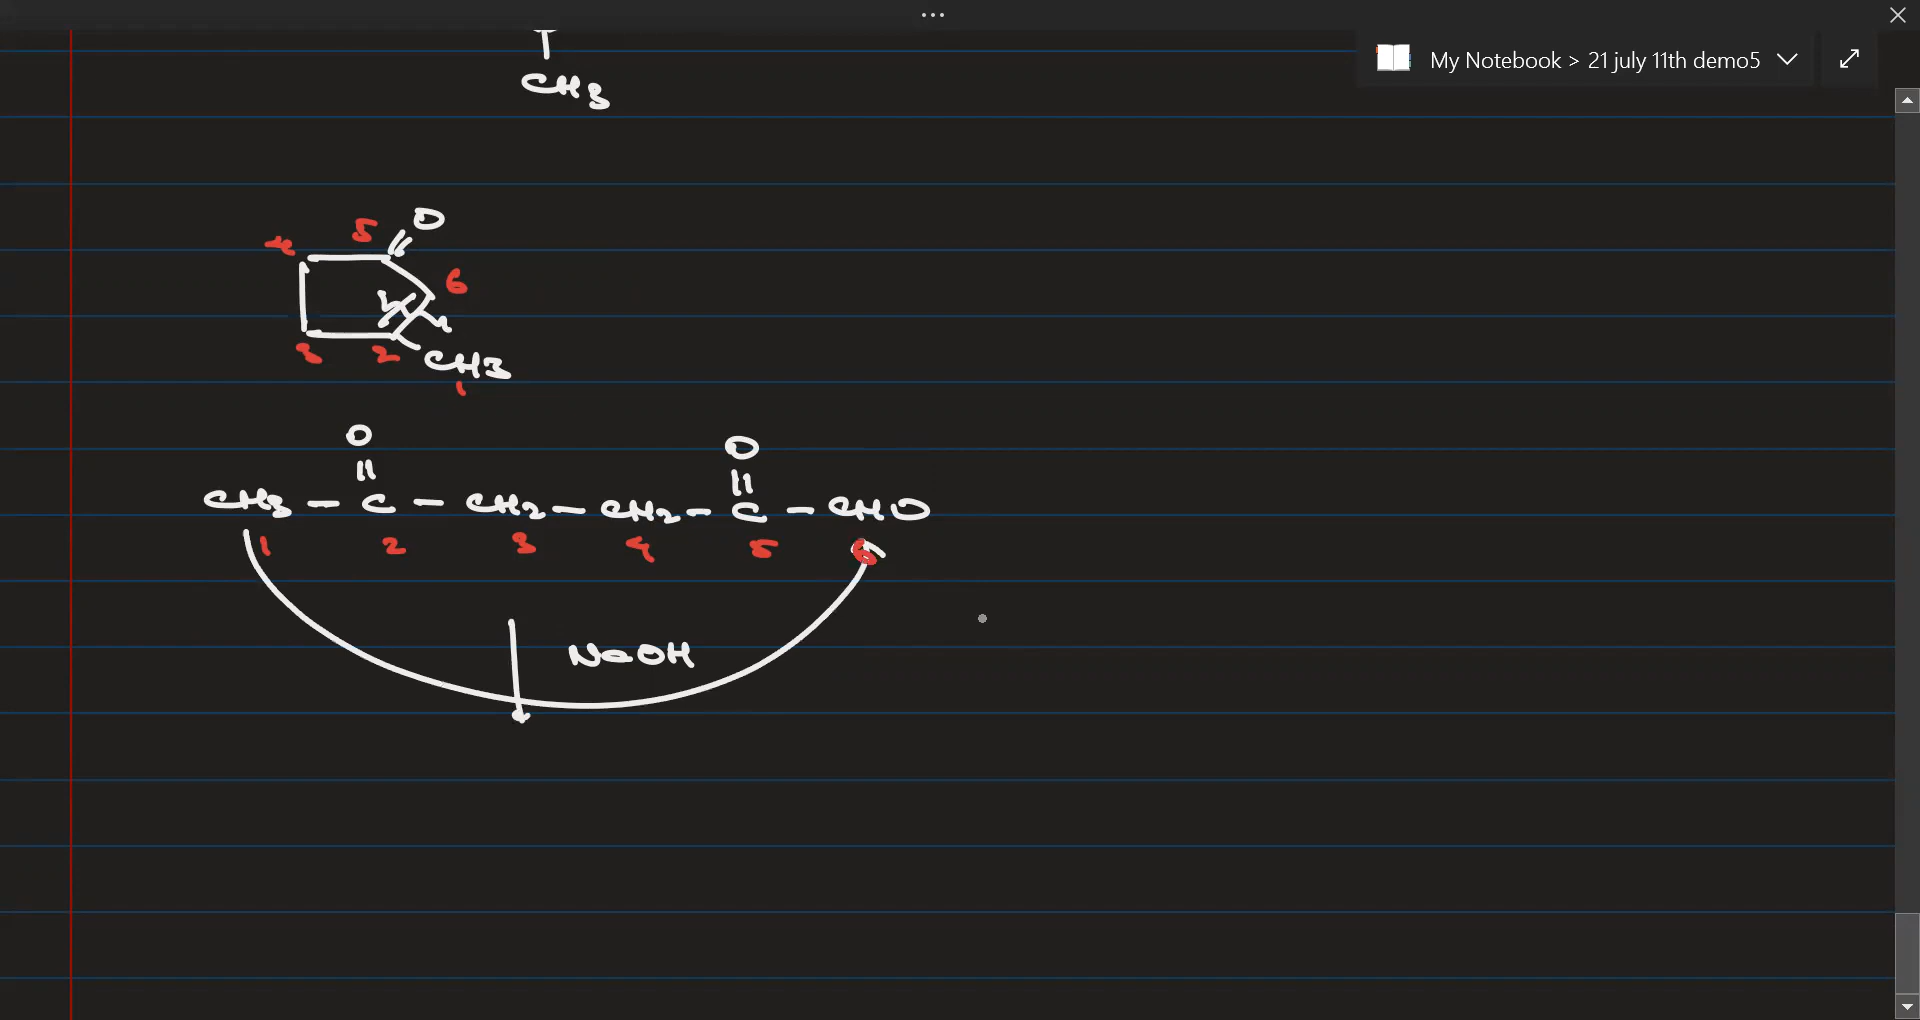 My Notebook > 21 july 11th demo5
CH3
5 O
4
6
3 2 CH3
1
O O
CH3 - C - CH2 - CH2 - C - CHO
1 2 3 4 5 6
NaOH